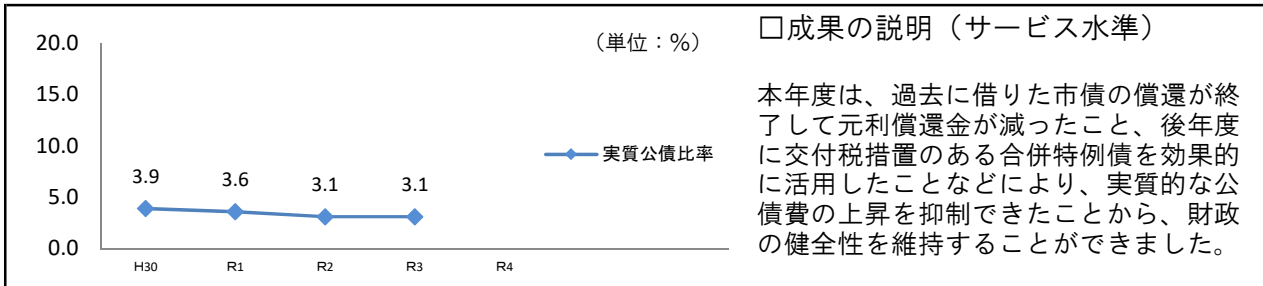 20.0
15.0
10.0
5.0
0.0
（単位：％）
実質公債比率
3.9
3.6
3.1
3.1
H30
R1
R2
R3
R4
□成果の説明（サービス水準）
本年度は、過去に借りた市債の償還が終
了して元利償還金が減ったこと、後年度
に交付税措置のある合併特例債を効果的
に活用したことなどにより、実質的な公
債費の上昇を抑制できたことから、財政
の健全性を維持することができました。